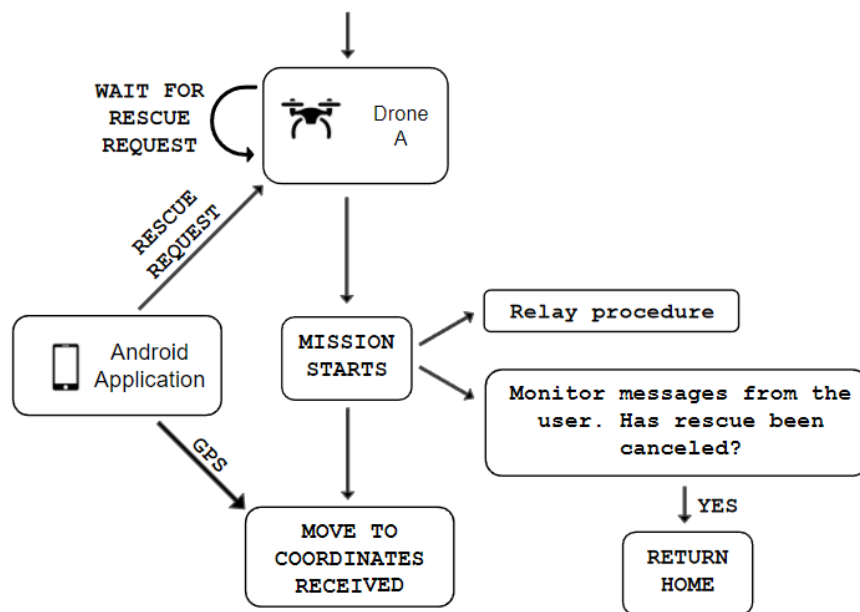 WAIT FOR
RESCUE
REQUEST
Drone
A
RESCUE
REQUEST
Android
Application
MISSION
STARTS
Relay procedure
Monitor messages from the
user. Has rescue been
canceled?
GPS
YES
MOVE TO
COORDINATES
RECEIVED
RETURN
HOME